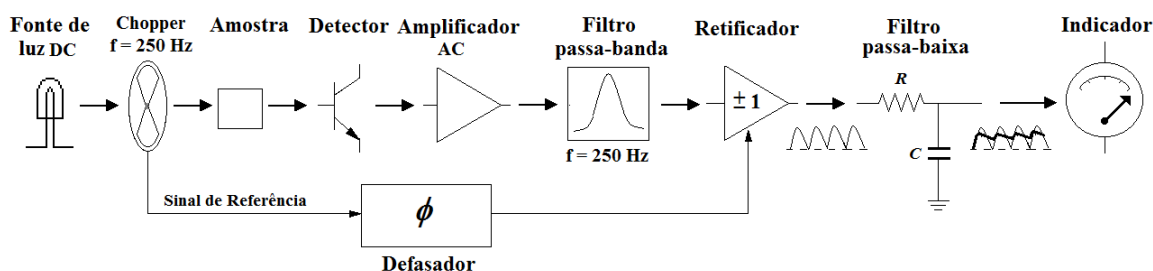 Fonte de
luz DC
Chopper
f = 250 Hz
Amostra
Detector
Amplificador
AC
Filtro
passa-banda
Retificador
Filtro
passa-baixa
Indicador
R
± 1
C
f = 250 Hz
Sinal de Referência
ϕ
Defasador